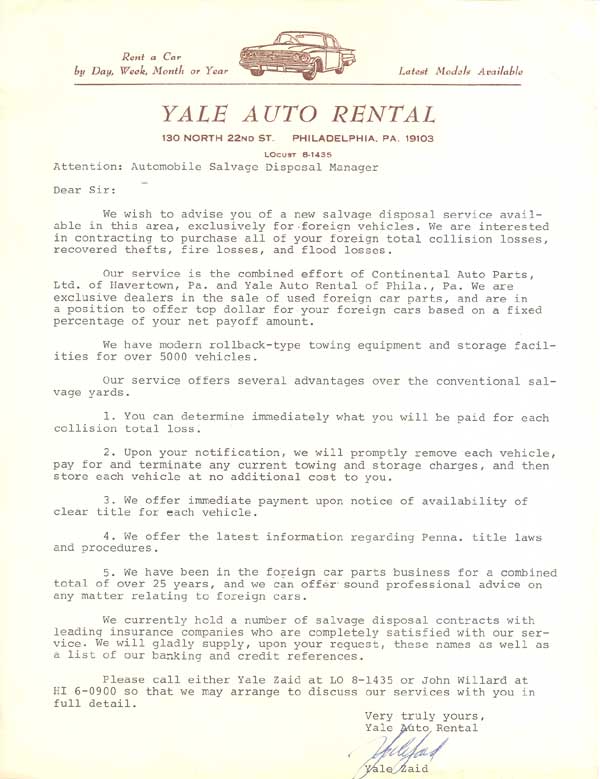 Rent a Car
by Day, Week, Month or Year
Latest Models Available
YALE AUTO RENTAL
130 NORTH 22ND ST. PHILADELPHIA, PA. 19103
LOCUST 8-1435
Attention: Automobile Salvage Disposal Manager
Dear Sir:
We wish to advise you of a new salvage disposal service avail-
able in this area, exclusively for foreign vehicles. We are interested
in contracting to purchase all of your foreign total collision losses,
recovered thefts, fire losses, and flood losses.
Our service is the combined effort of Continental Auto Parts,
Ltd. of Havertown, Pa. and Yale Auto Rental of Phila., Pa. We are
exclusive dealers in the sale of used foreign car parts, and are in
a position to offer top dollar for your foreign cars based on a fixed
percentage of your net payoff amount.
We have modern rollback-type towing equipment and storage facil-
ities for over 5000 vehicles.
Our service offers several advantages over the conventional sal-
vage yards.
1. You can determine immediately what you will be paid for each
collision total loss.
2. Upon your notification, we will promptly remove each vehicle,
pay for and terminate any current towing and storage charges, and then
store each vehicle at no additional cost to you.
3. We offer immediate payment upon notice of availability of
clear title for each vehicle.
4. We offer the latest information regarding Penna. title laws
and procedures.
5. We have been in the foreign car parts business for a combined
total of over 25 years, and we can offer sound professional advice on
any matter relating to foreign cars.
We currently hold a number of salvage disposal contracts with
leading insurance companies who are completely satisfied with our ser-
vice. We will gladly supply, upon your request, these names as well as
a list of our banking and credit references.
Please call either Yale Zaid at LO 8-1435 or John Willard at
HI 6-0900 so that we may arrange to discuss our services with you in
full detail.
Very truly yours,
Yale Auto Rental
Yale Zaid